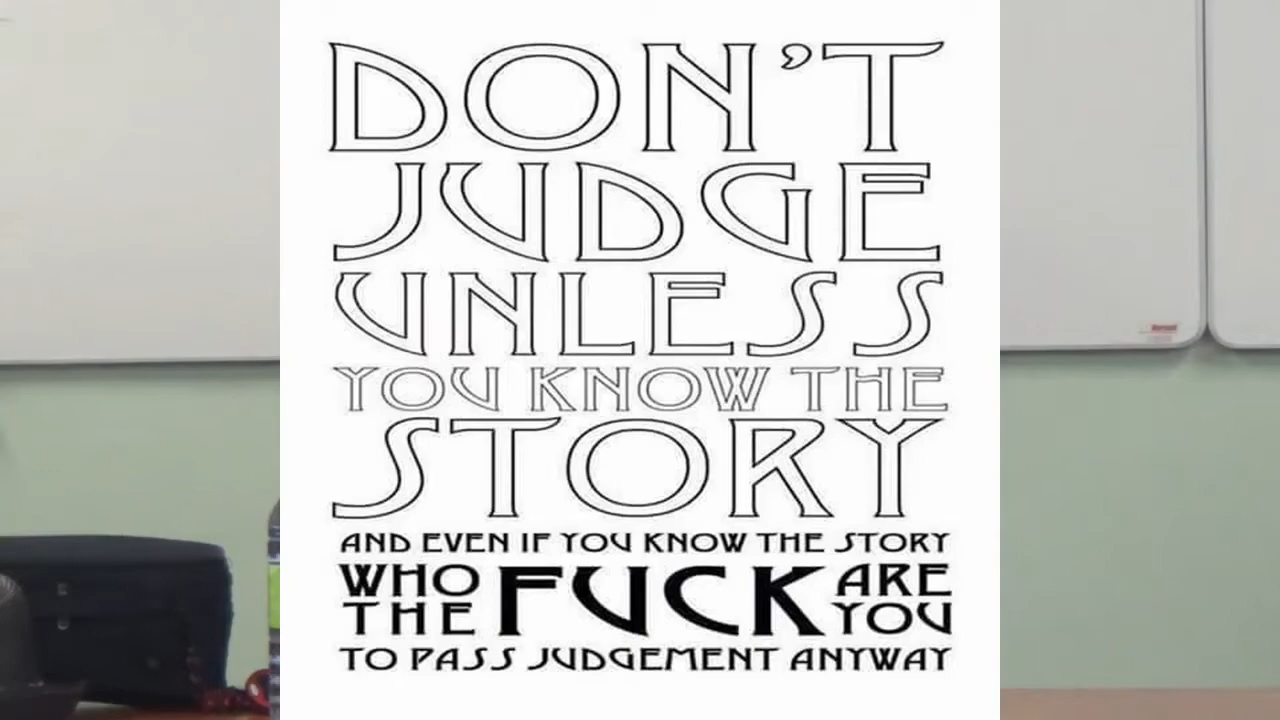 DON'T
JUDGE
UNLESS
YOU KNOW THE
STORY
AND EVEN IF YOU KNOW THE STORY
WHO THE FUCK ARE YOU
TO PASS JUDGEMENT ANYWAY